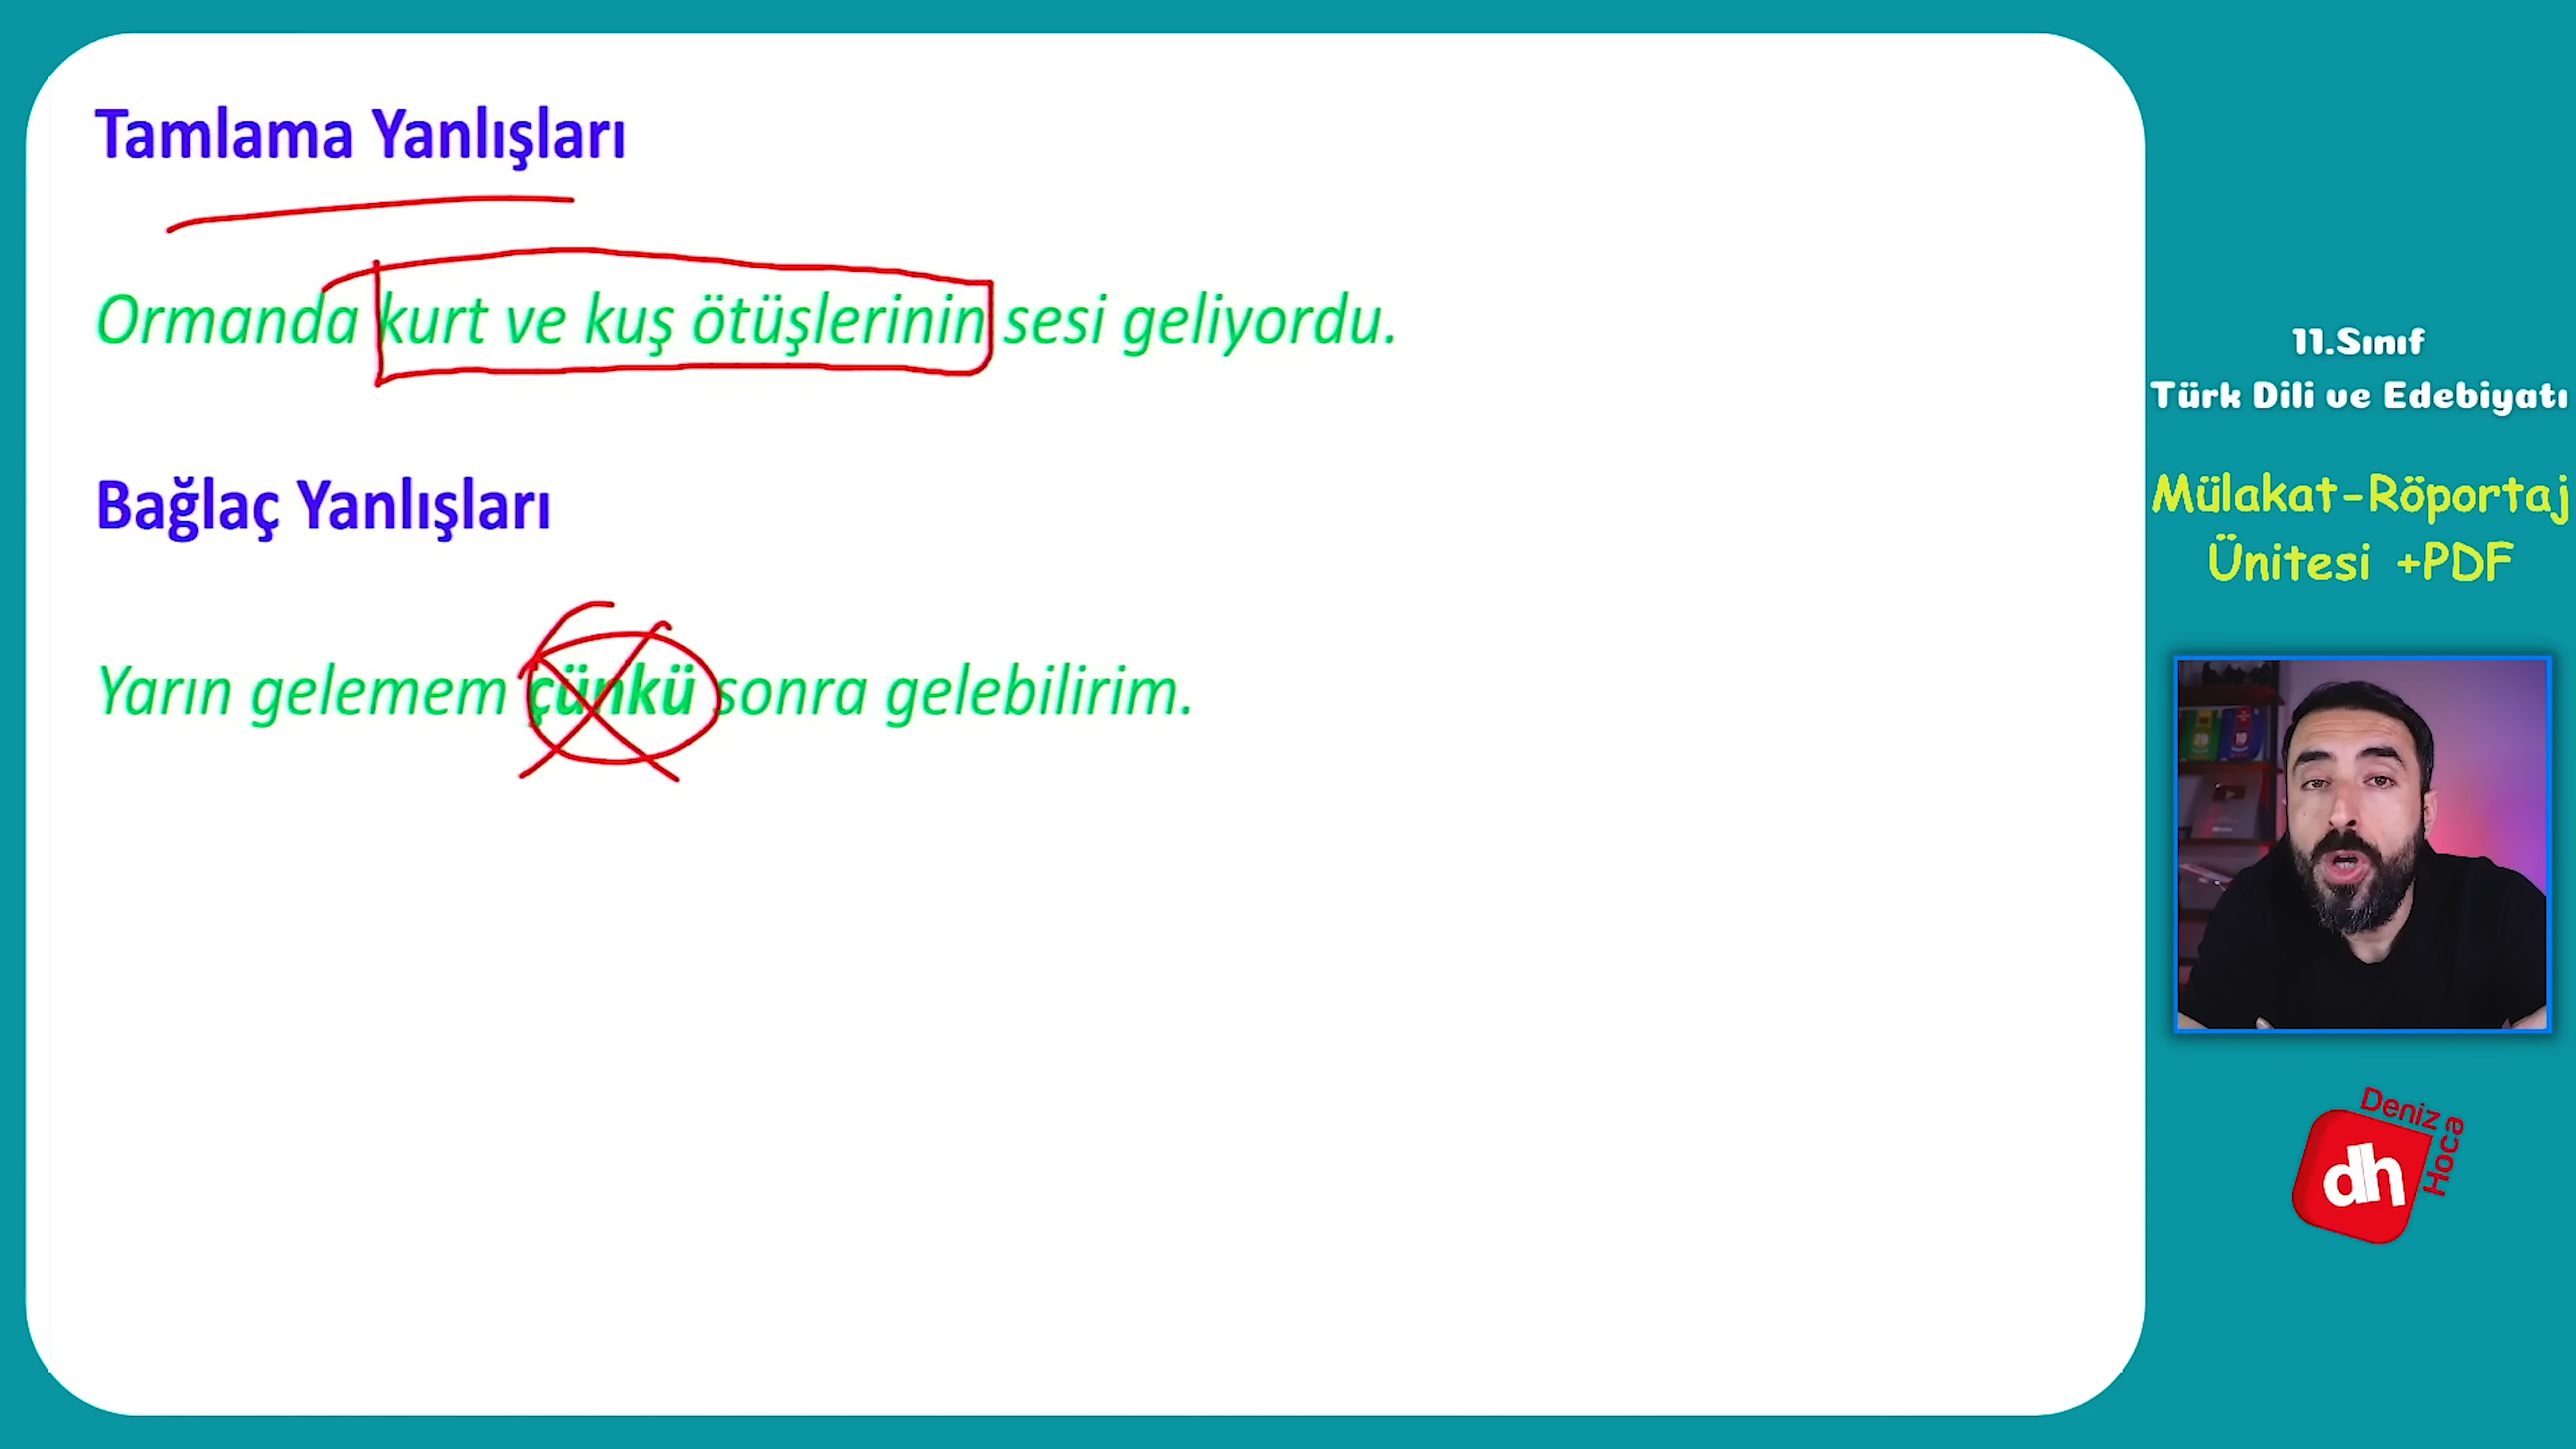 Tamlama Yanlışları
Ormanda kurt ve kuş ötüşlerinin sesi geliyordu.
Bağlaç Yanlışları
Yarın gelemem çünkü sonra gelebilirim.
11.Sınıf
Türk Dili ve Edebiyatı
Mülakat-Röportaj
Ünitesi +PDF
Deniz
Hoca
dh